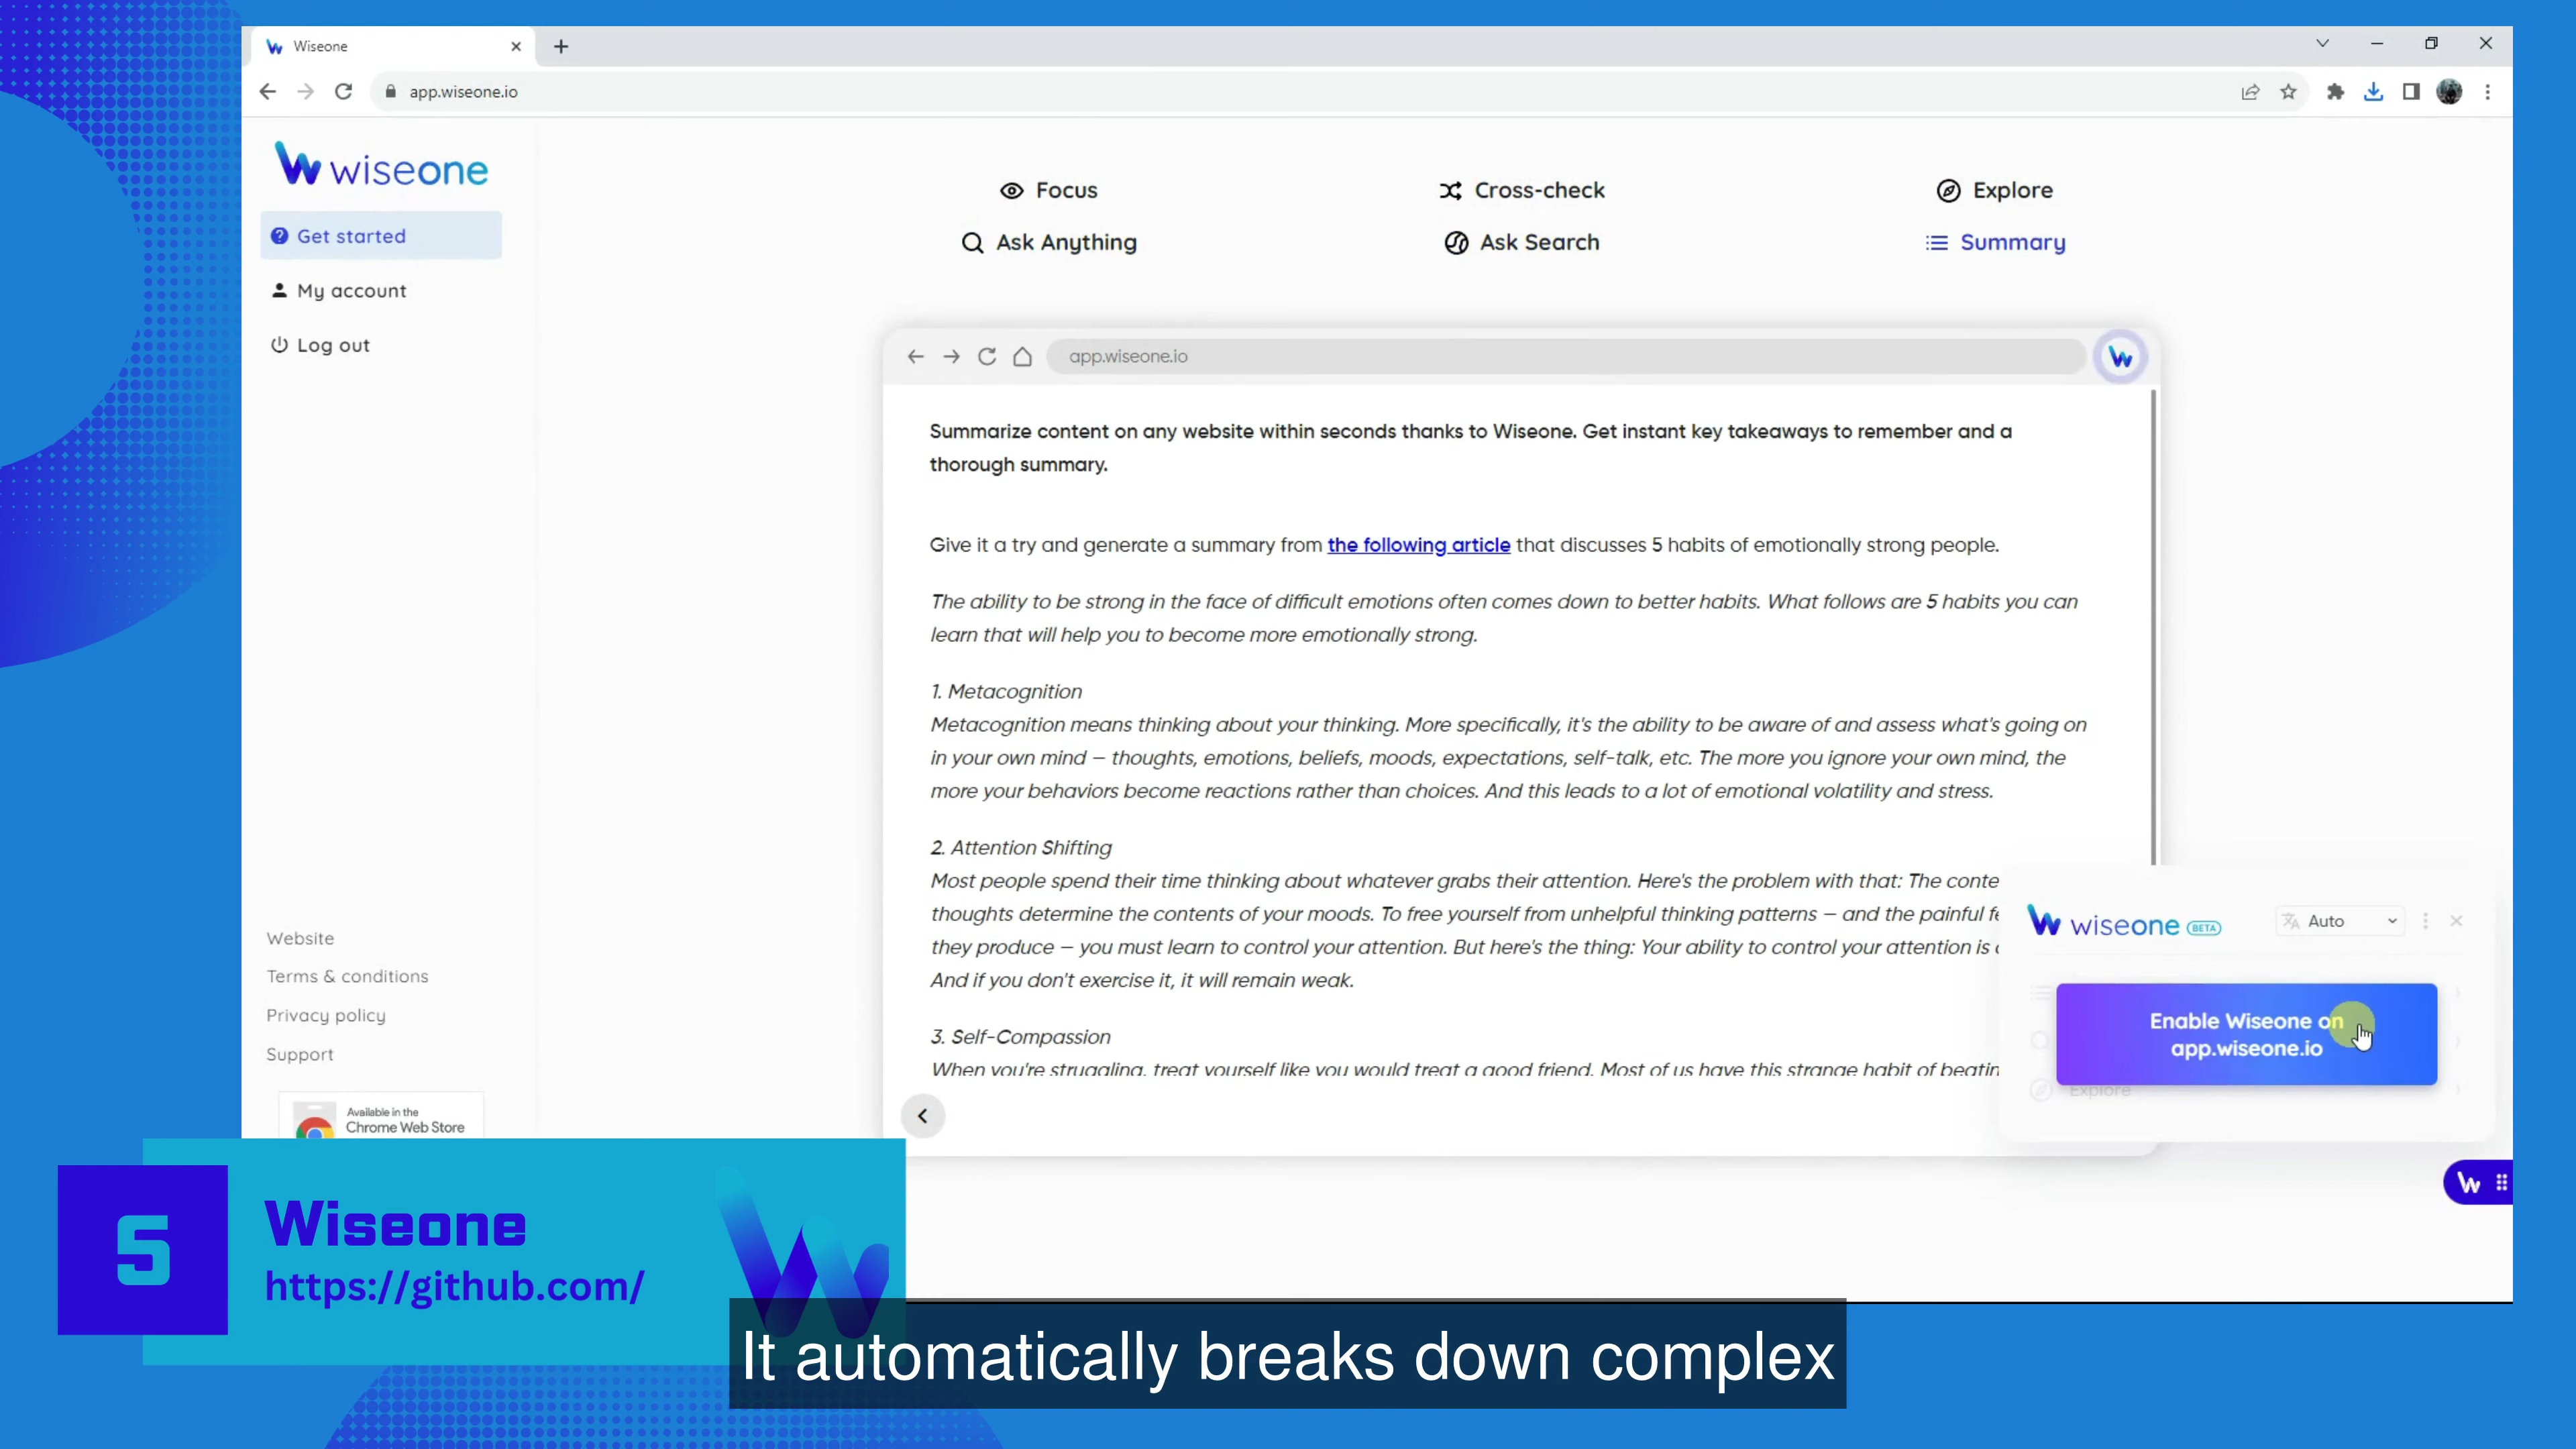 Wiseone
app.wiseone.io
wiseone
Get started
My account
Log out
Focus
Cross-check
Explore
Ask Anything
Ask Search
Summary
app.wiseone.io
Summarize content on any website within seconds thanks to Wiseone. Get instant key takeaways to remember and a
thorough summary.
Give it a try and generate a summary from the following article that discusses 5 habits of emotionally strong people.
The ability to be strong in the face of difficult emotions often comes down to better habits. What follows are 5 habits you can
learn that will help you to become more emotionally strong.
1. Metacognition
Metacognition means thinking about your thinking. More specifically, it's the ability to be aware of and assess what's going on
in your own mind – thoughts, emotions, beliefs, moods, expectations, self-talk, etc. The more you ignore your own mind, the
more your behaviors become reactions rather than choices. And this leads to a lot of emotional volatility and stress.
2. Attention Shifting
Most people spend their time thinking about whatever grabs their attention. Here's the problem with that: The conte
thoughts determine the contents of your moods. To free yourself from unhelpful thinking patterns – and the painful fe
they produce – you must learn to control your attention. But here's the thing: Your ability to control your attention is
And if you don't exercise it, it will remain weak.
3. Self-Compassion
When you're struggling, treat yourself like you would treat a good friend. Most of us have this strange habit of beatin
wiseone BETA
Auto
Enable Wiseone on
app.wiseone.io
Explore
Website
Terms & conditions
Privacy policy
Support
Available in the
Chrome Web Store
5
Wiseone
https://github.com/
It automatically breaks down complex